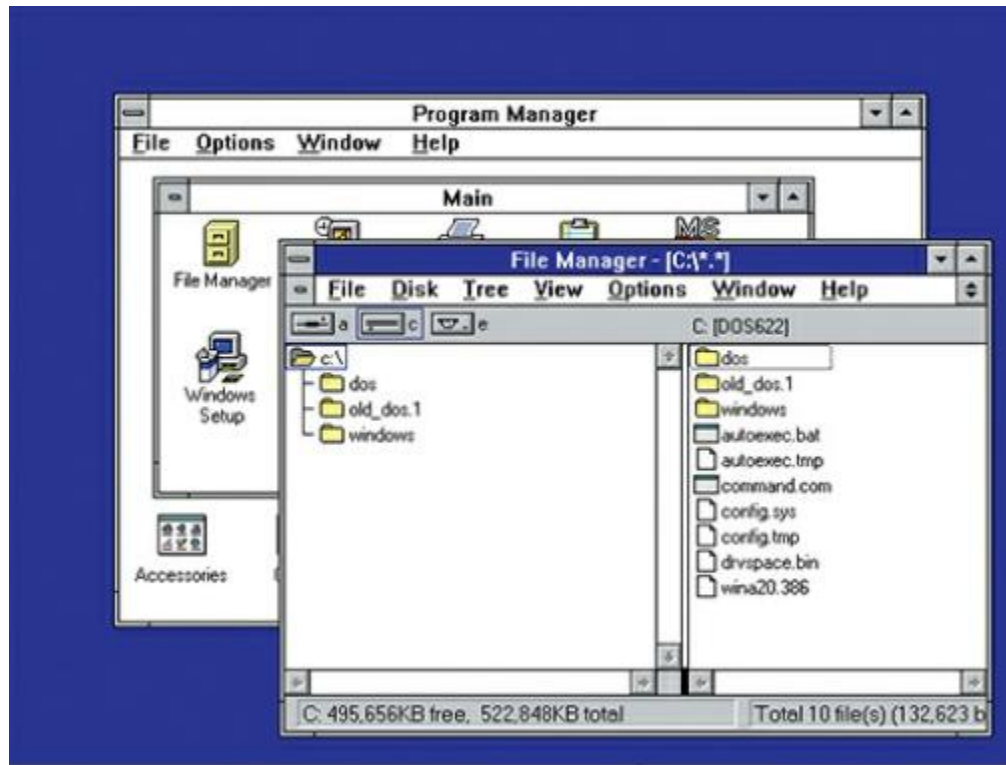 Program Manager
File Options Window Help
Main
File Manager
Windows
Setup
Accessories
MS
File Manager - [C:\*.*]
File Disk Tree View Options Window Help
a c e C: [DOS622]
c:\
dos
old_dos.1
windows
dos
old_dos.1
windows
autoexec.bat
autoexec.tmp
command.com
config.sys
config.tmp
drvspace.bin
wina20.386
C: 495,656KB free, 522,848KB total Total 10 file(s) (132,623 b